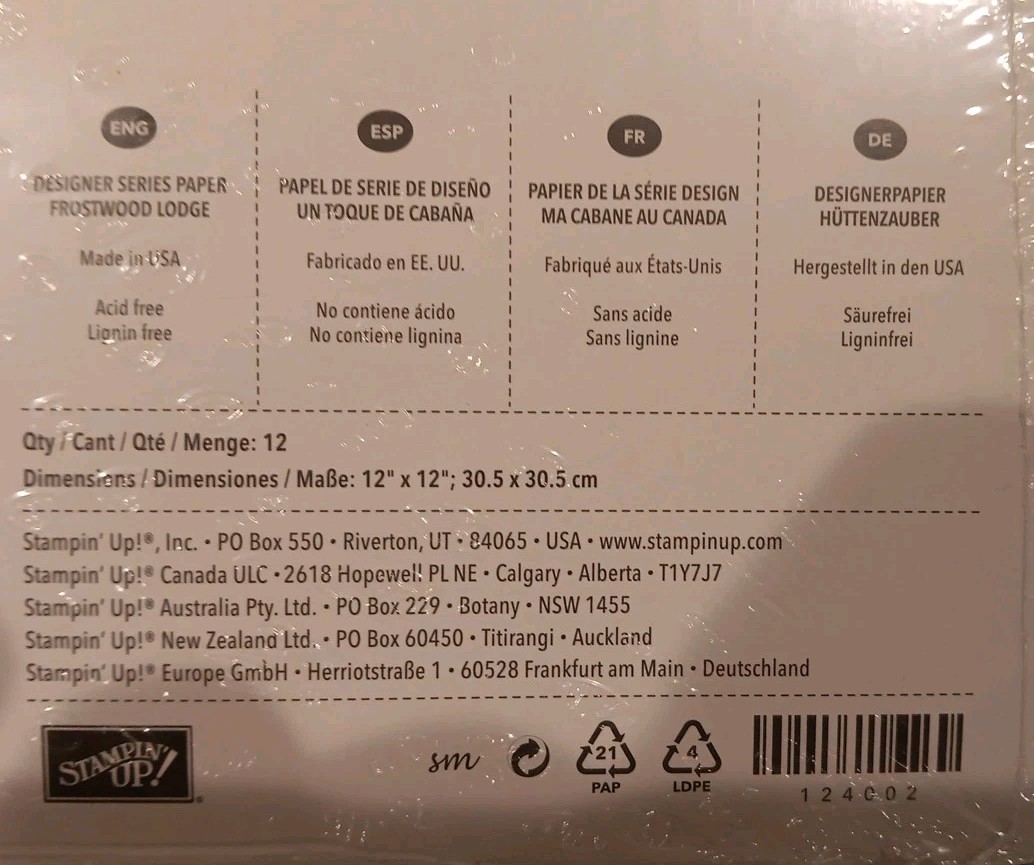 ENG
DESIGNER SERIES PAPER
FROSTWOOD LODGE
Made in USA
Acid free
Lignin free
ESP
PAPEL DE SERIE DE DISEÑO
UN TOQUE DE CABAÑA
Fabricado en EE. UU.
No contiene ácido
No contiene lignina
FR
PAPIER DE LA SÉRIE DESIGN
MA CABANE AU CANADA
Fabriqué aux États-Unis
Sans acide
Sans lignine
DE
DESIGNERPAPIER
HÜTTENZAUBER
Hergestellt in den USA
Säurefrei
Ligninfrei
Qty / Cant / Qté / Menge: 12
Dimensions / Dimensiones / Maße: 12" x 12"; 30.5 x 30.5 cm
Stampin' Up!®, Inc. • PO Box 550 • Riverton, UT • 84065 • USA • www.stampinup.com
Stampin' Up!® Canada ULC • 2618 Hopewell PL NE • Calgary • Alberta • T1Y7J7
Stampin' Up!® Australia Pty. Ltd. • PO Box 229 • Botany • NSW 1455
Stampin' Up!® New Zealand Ltd. • PO Box 60450 • Titirangi • Auckland
Stampin' Up!® Europe GmbH • Herriotstraße 1 • 60528 Frankfurt am Main • Deutschland
STAMPIN'
UP!
sm
21
PAP
4
LDPE
124002